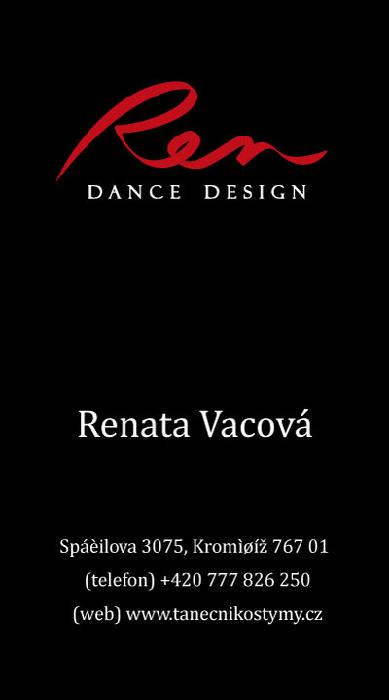 Ren
DANCE DESIGN
Renata Vacová
Spáèilova 3075, Kromìøíž 767 01
(telefon) +420 777 826 250
(web) www.tanecnikostymy.cz